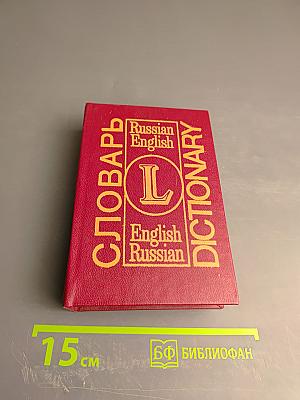 СЛОВАРЬ
Russian
English
L
English
Russian
DICTIONARY
15 см
БФ БИБЛИОФАН